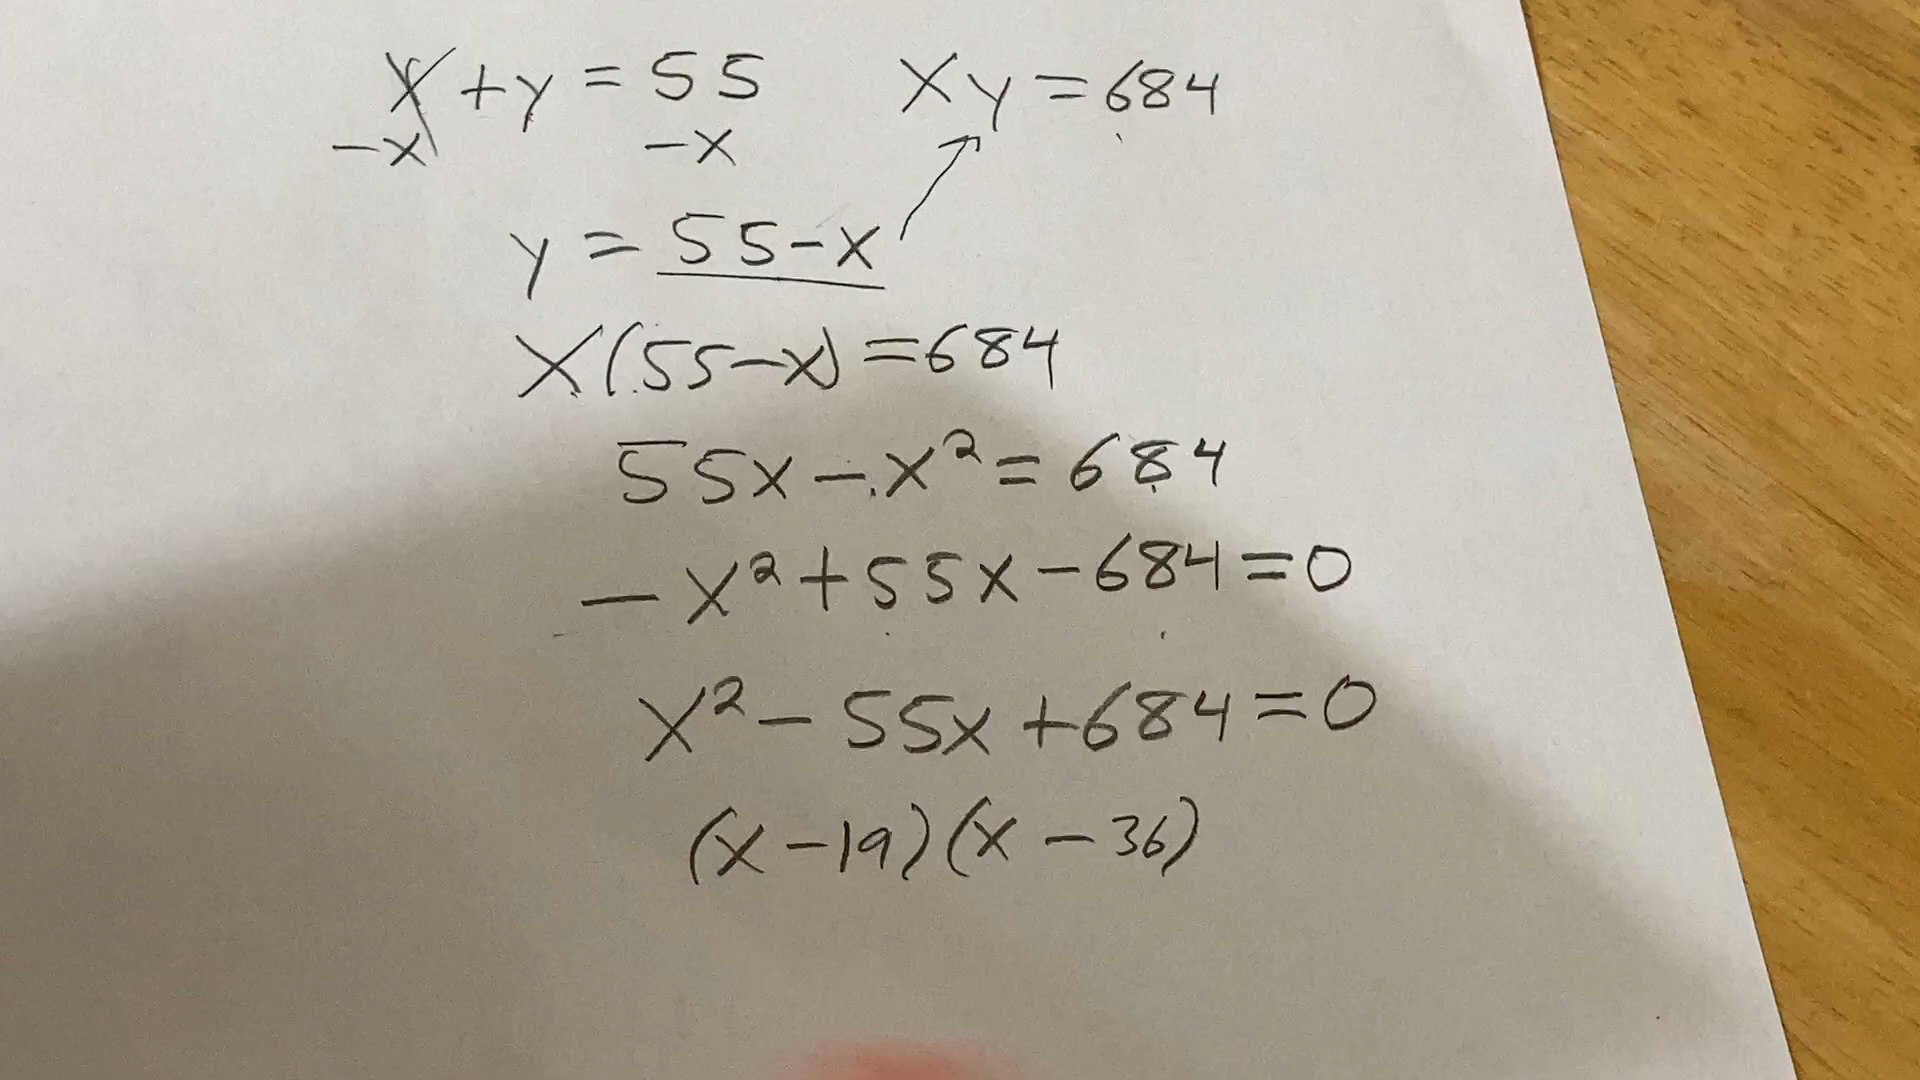 x + y = 55 xy = 684
-x -x
y = 55 - x
x(55 - x) = 684
55x - x² = 684
- x² + 55x - 684 = 0
x² - 55x + 684 = 0
(x - 19)(x - 36)